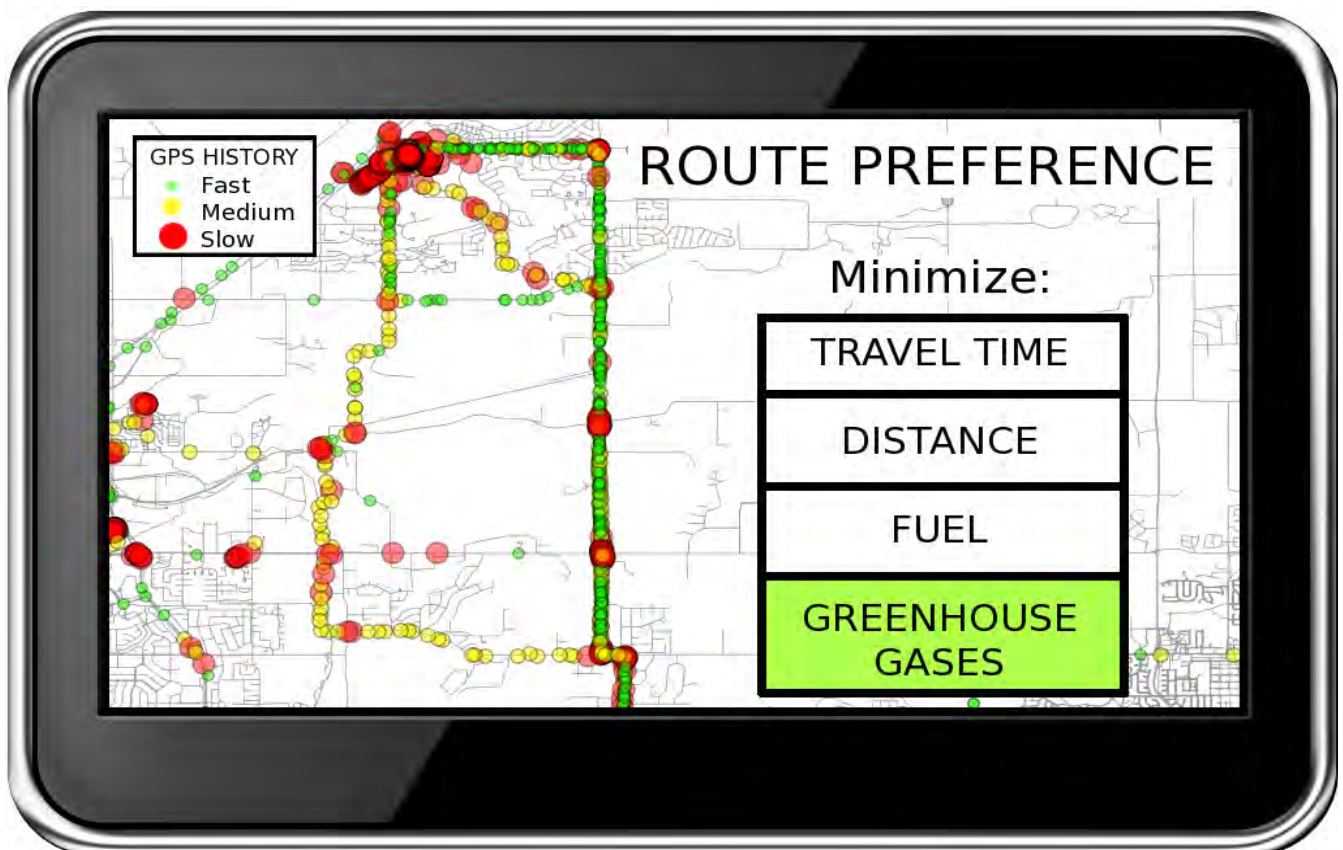 GPS HISTORY
Fast
Medium
Slow
ROUTE PREFERENCE
Minimize:
TRAVEL TIME
DISTANCE
FUEL
GREENHOUSE
GASES